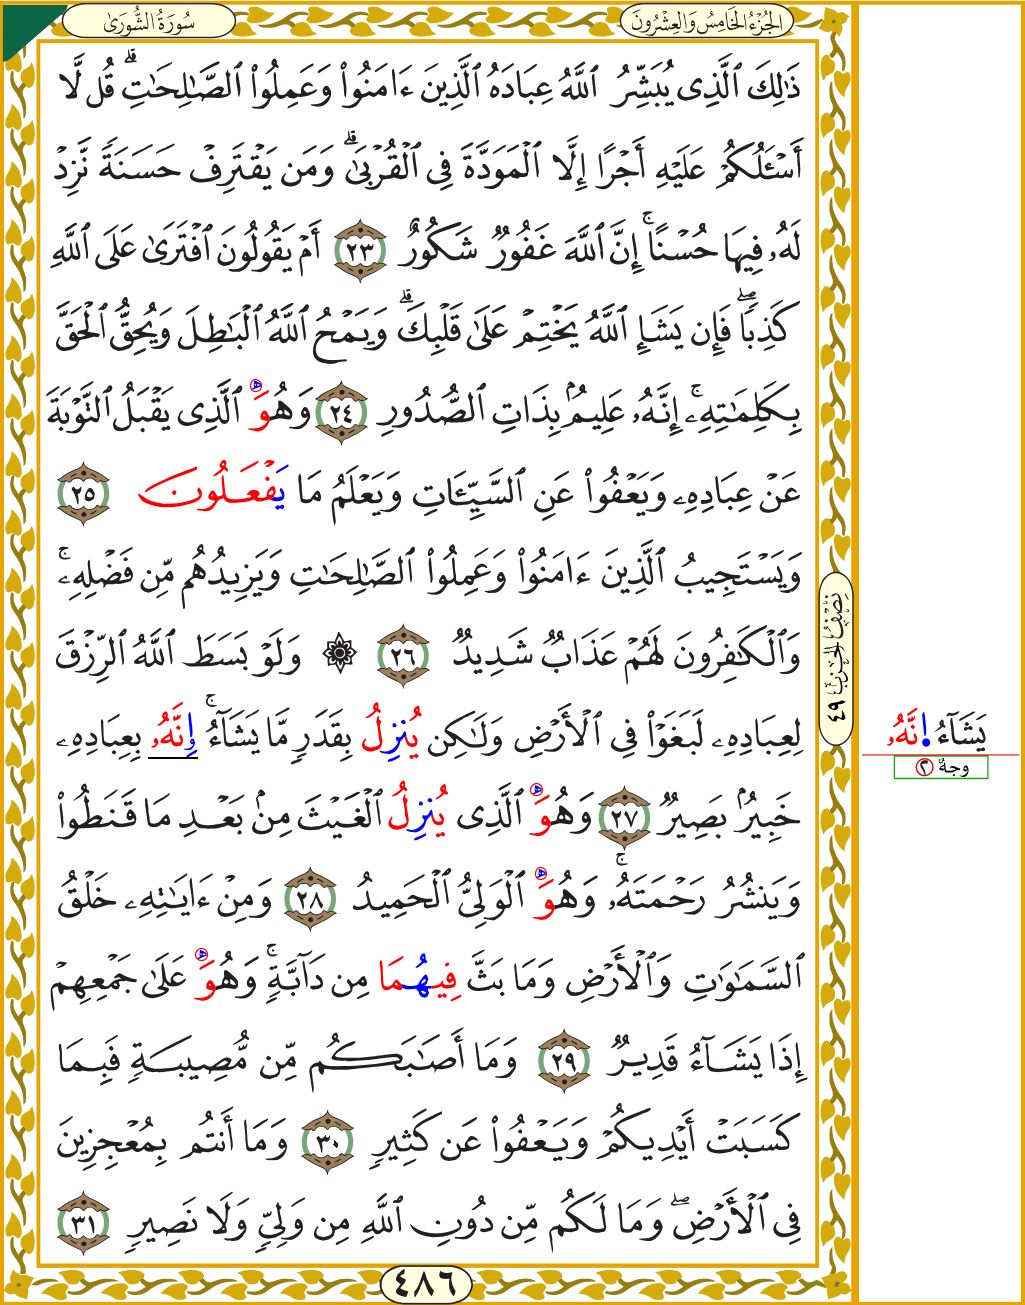 سُورَةُ الشُّورَىٰ
الجُزْءُ الخَامِسُ وَالعِشْرُونَ
ذَٰلِكَ ٱلَّذِى يُبَشِّرُ ٱللَّهُ عِبَادَهُ ٱلَّذِينَ ءَامَنُوا۟ وَعَمِلُوا۟ ٱلصَّـٰلِحَـٰتِ ۗ قُل لَّا
أَسْـَٔلُكُمْ عَلَيْهِ أَجْرًا إِلَّا ٱلْمَوَدَّةَ فِى ٱلْقُرْبَىٰ ۗ وَمَن يَقْتَرِفْ حَسَنَةً نَّزِدْ
لَهُۥ فِيهَا حُسْنًا ۚ إِنَّ ٱللَّهَ غَفُورٌ شَكُورٌ ٢٣ أَمْ يَقُولُونَ ٱفْتَرَىٰ عَلَى ٱللَّهِ
كَذِبًا ۖ فَإِن يَشَإِ ٱللَّهُ يَخْتِمْ عَلَىٰ قَلْبِكَ ۗ وَيَمْحُ ٱللَّهُ ٱلْبَـٰطِلَ وَيُحِقُّ ٱلْحَقَّ
بِكَلِمَـٰتِهِۦ ۚ إِنَّهُۥ عَلِيمٌۢ بِذَاتِ ٱلصُّدُورِ ٢٤ وَهُوَ ٱلَّذِى يَقْبَلُ ٱلتَّوْبَةَ
عَنْ عِبَادِهِۦ وَيَعْفُوا۟ عَنِ ٱلسَّيِّـَٔاتِ وَيَعْلَمُ مَا يَفْعَلُونَ ٢٥
وَيَسْتَجِيبُ ٱلَّذِينَ ءَامَنُوا۟ وَعَمِلُوا۟ ٱلصَّـٰلِحَـٰتِ وَيَزِيدُهُم مِّن فَضْلِهِۦ ۚ
وَٱلْكَـٰفِرُونَ لَهُمْ عَذَابٌ شَدِيدٌ ٢٦ ۞ وَلَوْ بَسَطَ ٱللَّهُ ٱلرِّزْقَ
لِعِبَادِهِۦ لَبَغَوْا۟ فِى ٱلْأَرْضِ وَلَـٰكِن يُنزِلُ بِقَدَرٍ مَّا يَشَآءُ ۚ وِنَّهُۥ بِعِبَادِهِۦ
خَبِيرٌۢ بَصِيرٌ ٢٧ وَهُوَ ٱلَّذِى يُنزِلُ ٱلْغَيْثَ مِنۢ بَعْدِ مَا قَنَطُوا۟
وَيَنشُرُ رَحْمَتَهُۥ ۚ وَهُوَ ٱلْوَلِىُّ ٱلْحَمِيدُ ٢٨ وَمِنْ ءَايَـٰتِهِۦ خَلْقُ
ٱلسَّمَـٰوَٰتِ وَٱلْأَرْضِ وَمَا بَثَّ فِيهُمَا مِن دَآبَّةٍ ۚ وَهُوَ عَلَىٰ جَمْعِهِمْ
إِذَا يَشَآءُ قَدِيرٌ ٢٩ وَمَا أَصَـٰبَكُم مِّن مُّصِيبَةٍ فَبِمَا
كَسَبَتْ أَيْدِيكُمْ وَيَعْفُوا۟ عَن كَثِيرٍ ٣٠ وَمَا أَنتُم بِمُعْجِزِينَ
فِى ٱلْأَرْضِ ۖ وَمَا لَكُم مِّن دُونِ ٱللَّهِ مِن وَلِىٍّ وَلَا نَصِيرٍ ٣١
٤٨٦
نِصْفُ الحِزْبِ ٤٩
يَشَآءُ ٱِنَّهُۥ
وجهٌ ٢